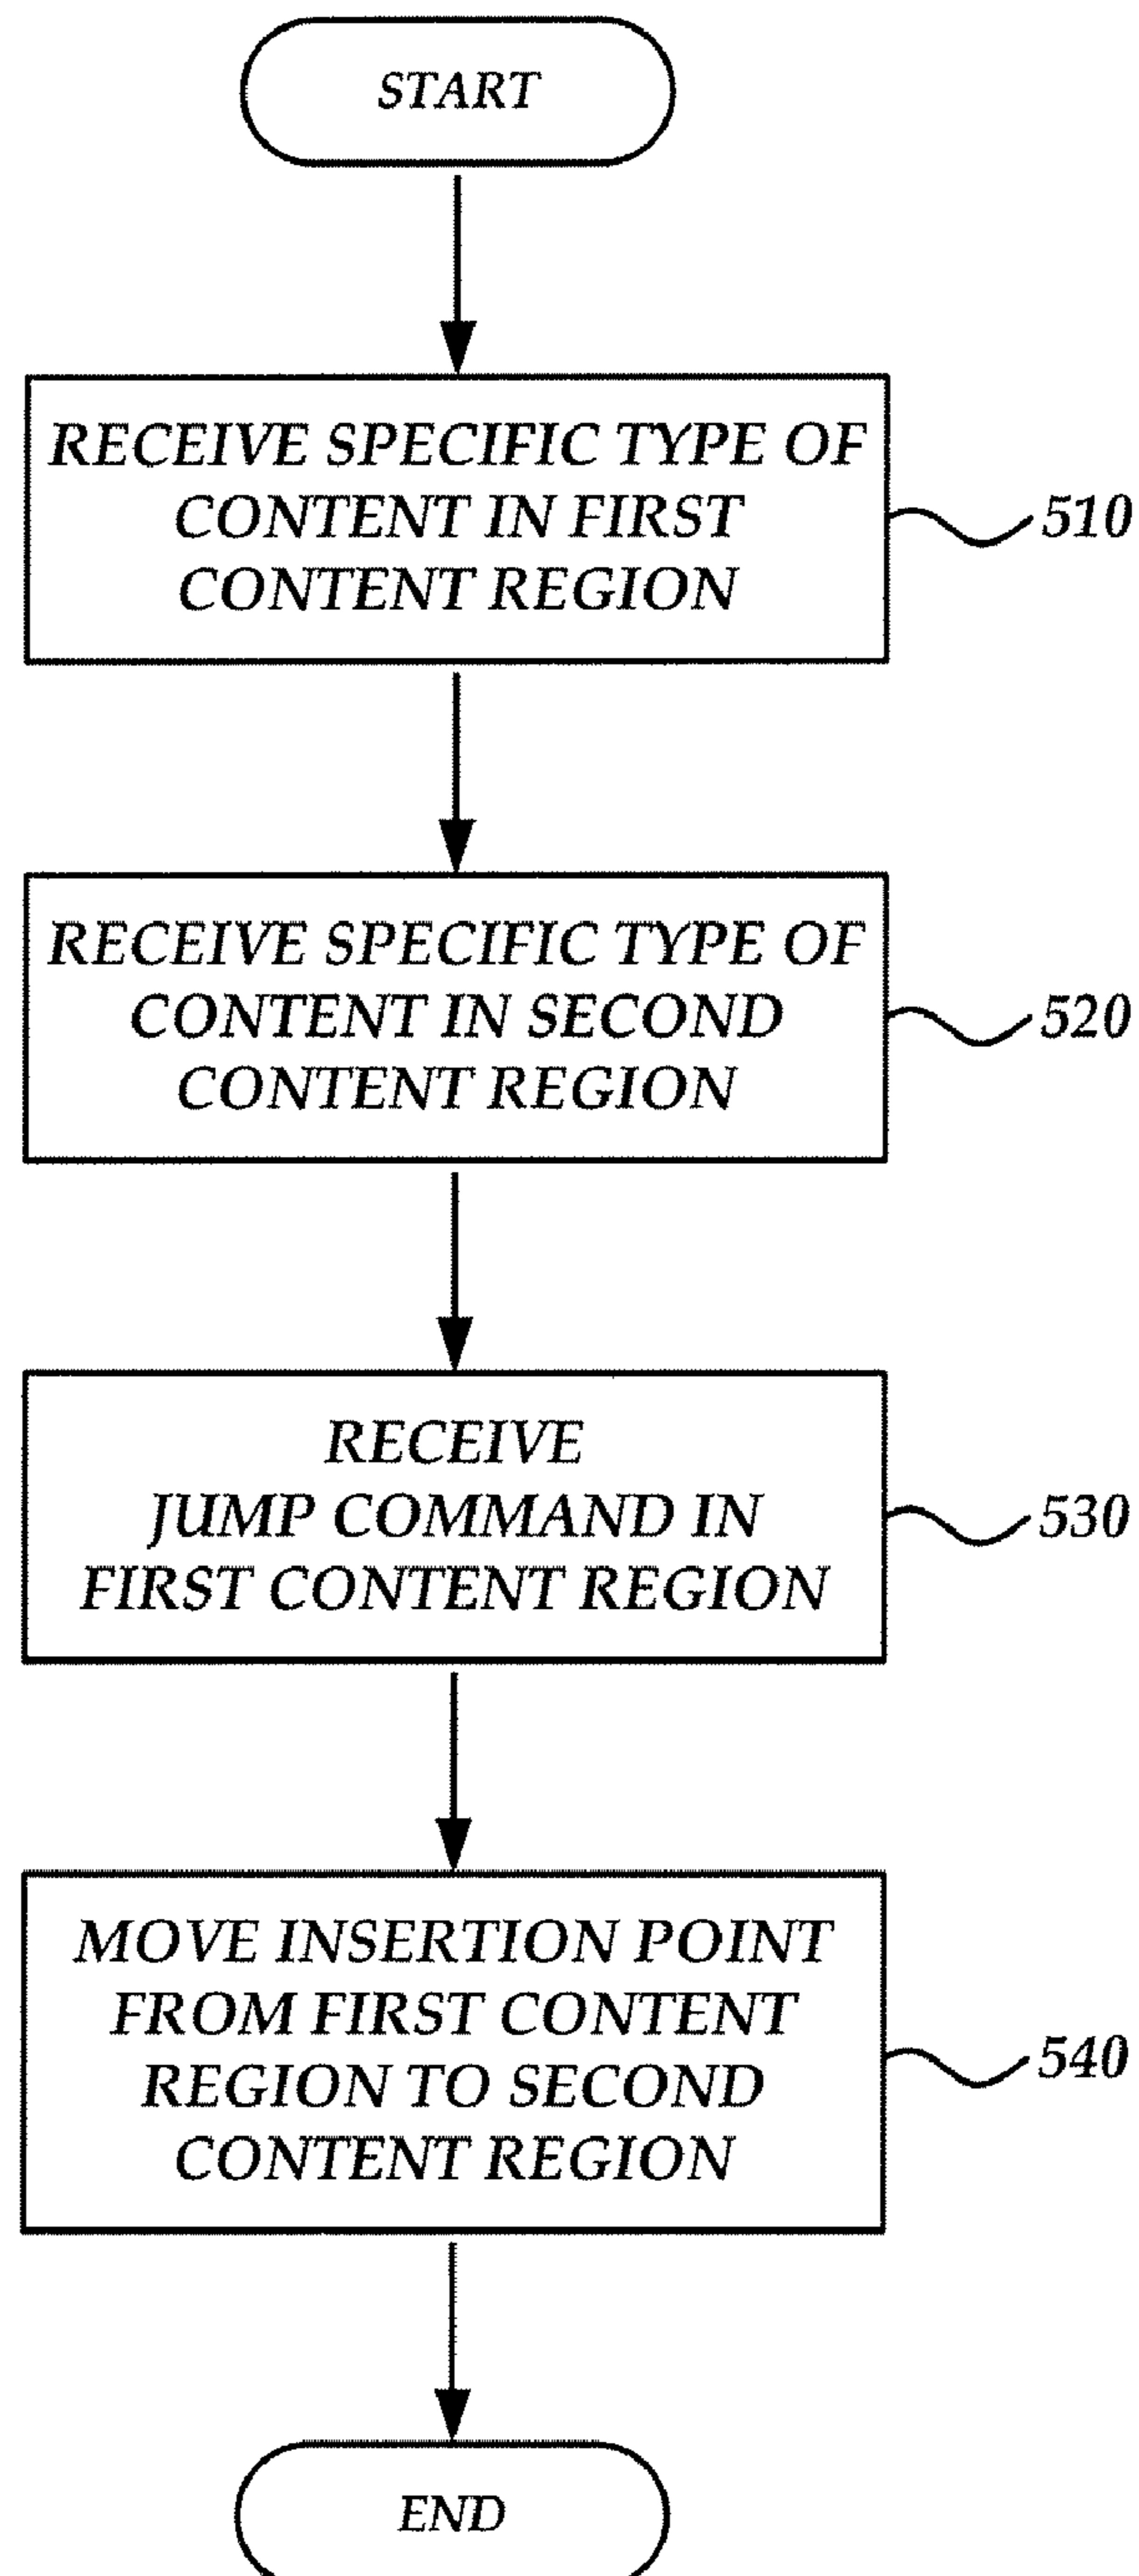 START
RECEIVE SPECIFIC TYPE OF
CONTENT IN FIRST
CONTENT REGION
510
RECEIVE SPECIFIC TYPE OF
CONTENT IN SECOND
CONTENT REGION
520
RECEIVE
JUMP COMMAND IN
FIRST CONTENT REGION
530
MOVE INSERTION POINT
FROM FIRST CONTENT
REGION TO SECOND
CONTENT REGION
540
END